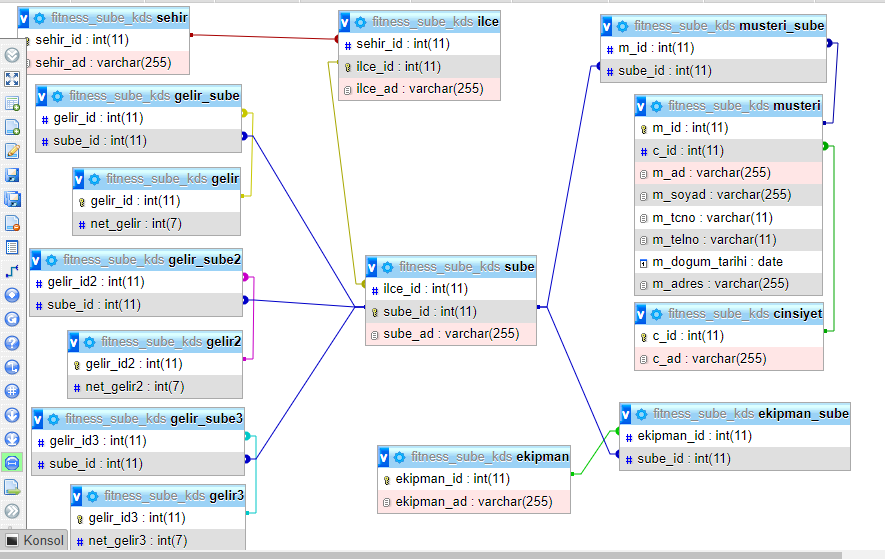 fitness_sube_kds sehir
sehir_id : int(11)
sehir_ad : varchar(255)
fitness_sube_kds ilce
sehir_id : int(11)
ilce_id : int(11)
ilce_ad : varchar(255)
fitness_sube_kds musteri_sube
m_id : int(11)
sube_id : int(11)
fitness_sube_kds gelir_sube
gelir_id : int(11)
sube_id : int(11)
fitness_sube_kds musteri
m_id : int(11)
c_id : int(11)
m_ad : varchar(255)
m_soyad : varchar(255)
m_tcno : varchar(11)
m_telno : varchar(11)
m_dogum_tarihi : date
m_adres : varchar(255)
fitness_sube_kds gelir
gelir_id : int(11)
net_gelir : int(7)
fitness_sube_kds gelir_sube2
gelir_id2 : int(11)
sube_id : int(11)
fitness_sube_kds sube
ilce_id : int(11)
sube_id : int(11)
sube_ad : varchar(255)
fitness_sube_kds cinsiyet
c_id : int(11)
c_ad : varchar(255)
fitness_sube_kds gelir2
gelir_id2 : int(11)
net_gelir2 : int(7)
fitness_sube_kds gelir_sube3
gelir_id3 : int(11)
sube_id : int(11)
fitness_sube_kds ekipman_sube
ekipman_id : int(11)
sube_id : int(11)
fitness_sube_kds ekipman
ekipman_id : int(11)
ekipman_ad : varchar(255)
fitness_sube_kds gelir3
gelir_id3 : int(11)
net_gelir3 : int(7)
Konsol